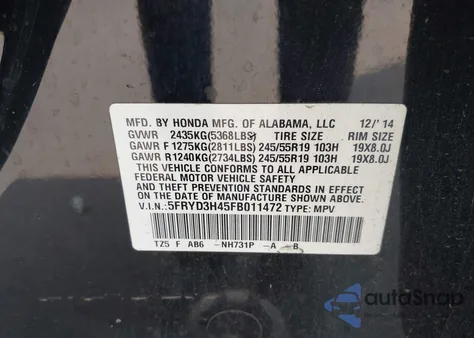 MFD. BY HONDA MFG. OF ALABAMA, LLC 12/'14
GVWR 2435KG(5368LBS) TIRE SIZE RIM SIZE
GAWR F 1275KG(2811LBS) 245/55R19 103H 19X8.0J
GAWR R 1240KG(2734LBS) 245/55R19 103H 19X8.0J
THIS VEHICLE CONFORMS TO ALL APPLICABLE
FEDERAL MOTOR VEHICLE SAFETY AND
THEFT PREVENTION STANDARDS IN EFFECT ON
THE DATE OF MANUFACTURE SHOWN ABOVE.
V.I.N.: 5FRYD3H45FB011472 TYPE: MPV
TZ5 F AB6 -NH731P -A -B
autoSnap